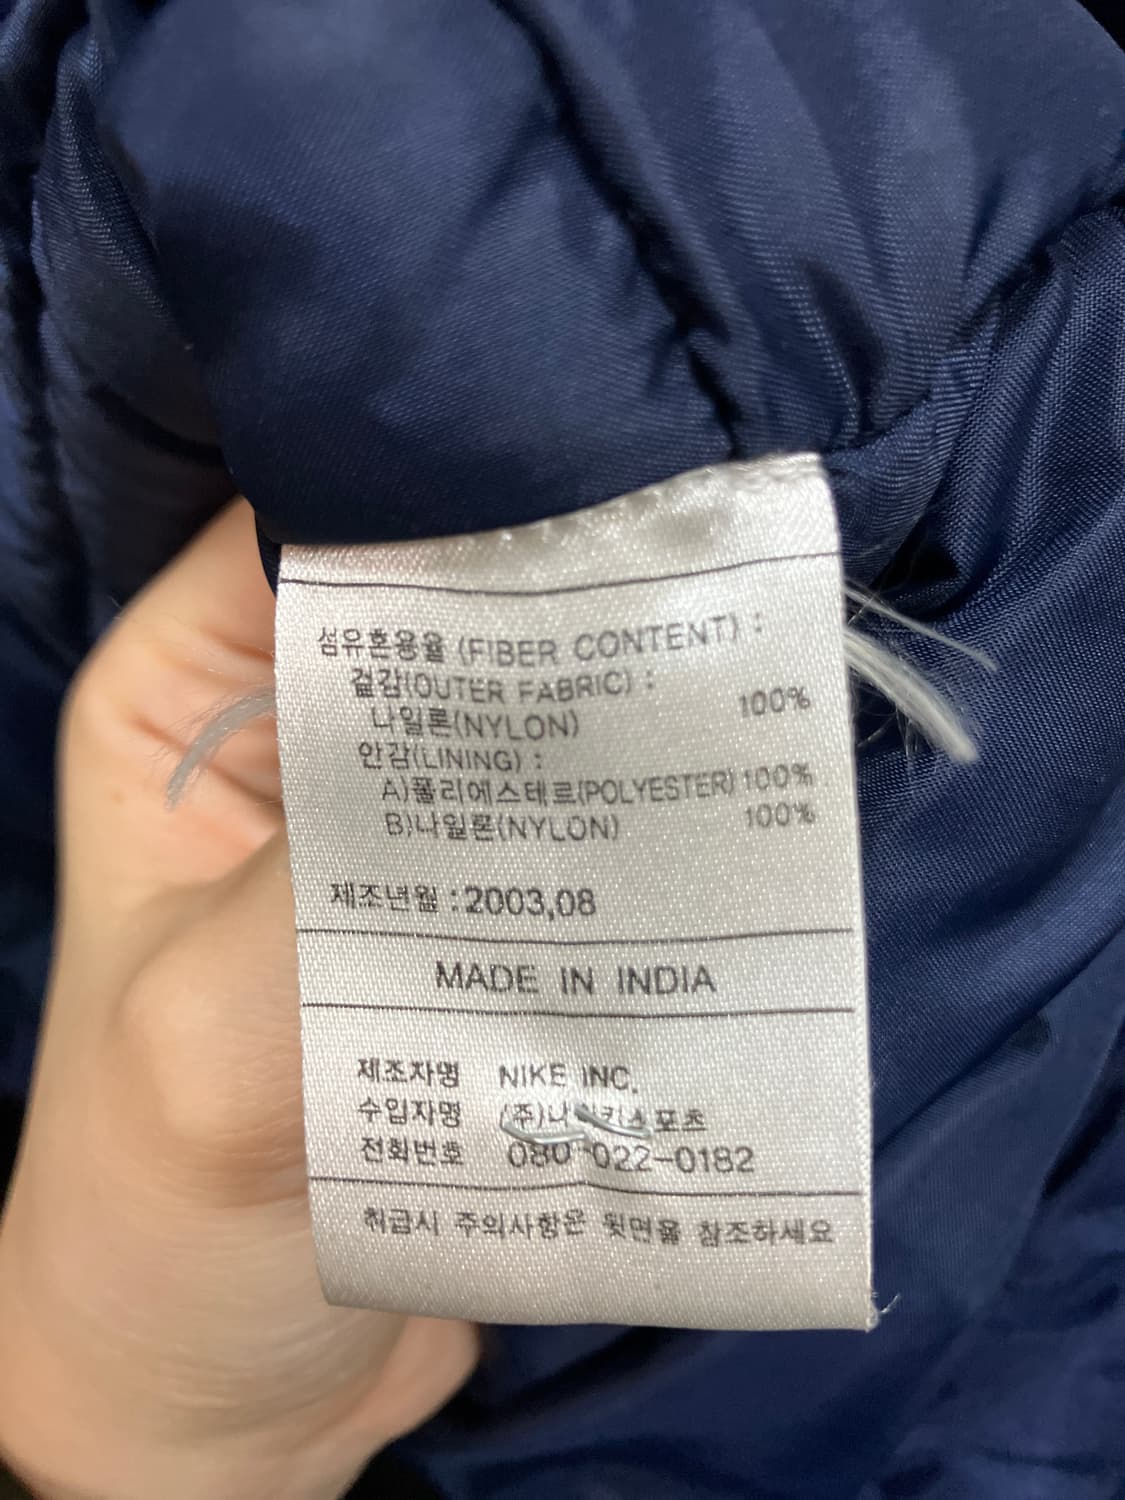 섬유혼용율 (FIBER CONTENT) :
겉감(OUTER FABRIC) :
나일론(NYLON) 100%
안감(LINING) :
A)폴리에스테르(POLYESTER) 100%
B)나일론(NYLON) 100%
제조년월 : 2003,08
MADE IN INDIA
제조자명 NIKE INC.
수입자명 (주)나이키스포츠
전화번호 080-022-0182
취급시 주의사항은 뒷면을 참조하세요